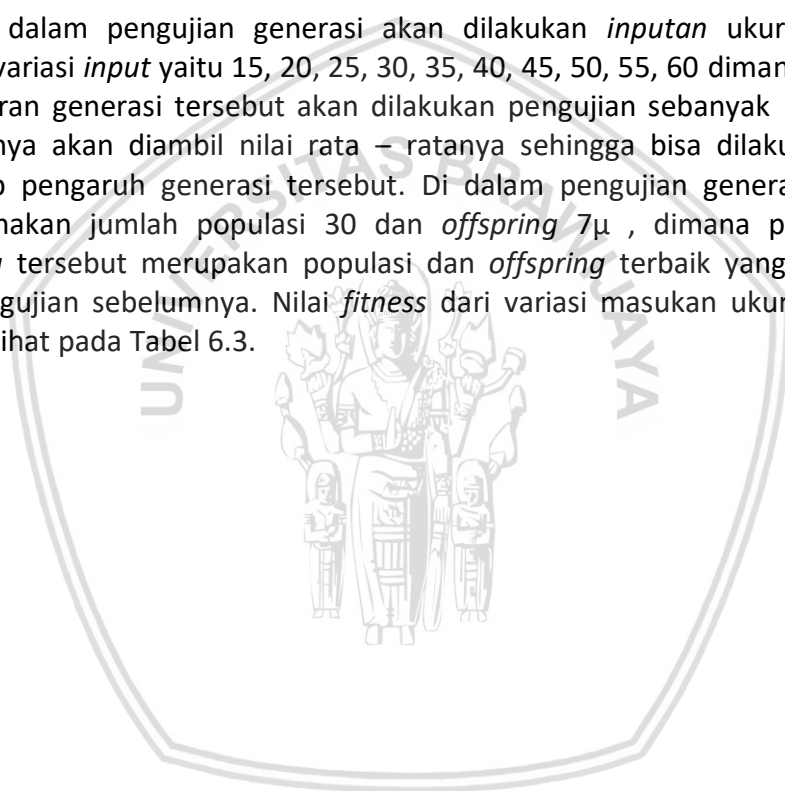 dalam pengujian generasi akan dilakukan inputan ukur
variasi input yaitu 15, 20, 25, 30, 35, 40, 45, 50, 55, 60 diman
ran generasi tersebut akan dilakukan pengujian sebanyak
nya akan diambil nilai rata – ratanya sehingga bisa dilaku
pengaruh generasi tersebut. Di dalam pengujian genera
nakan jumlah populasi 30 dan offspring 7μ , dimana p
tersebut merupakan populasi dan offspring terbaik yang
gujian sebelumnya. Nilai fitness dari variasi masukan ukur
ihat pada Tabel 6.3.
UNIVERSITAS BRAWIJAYA